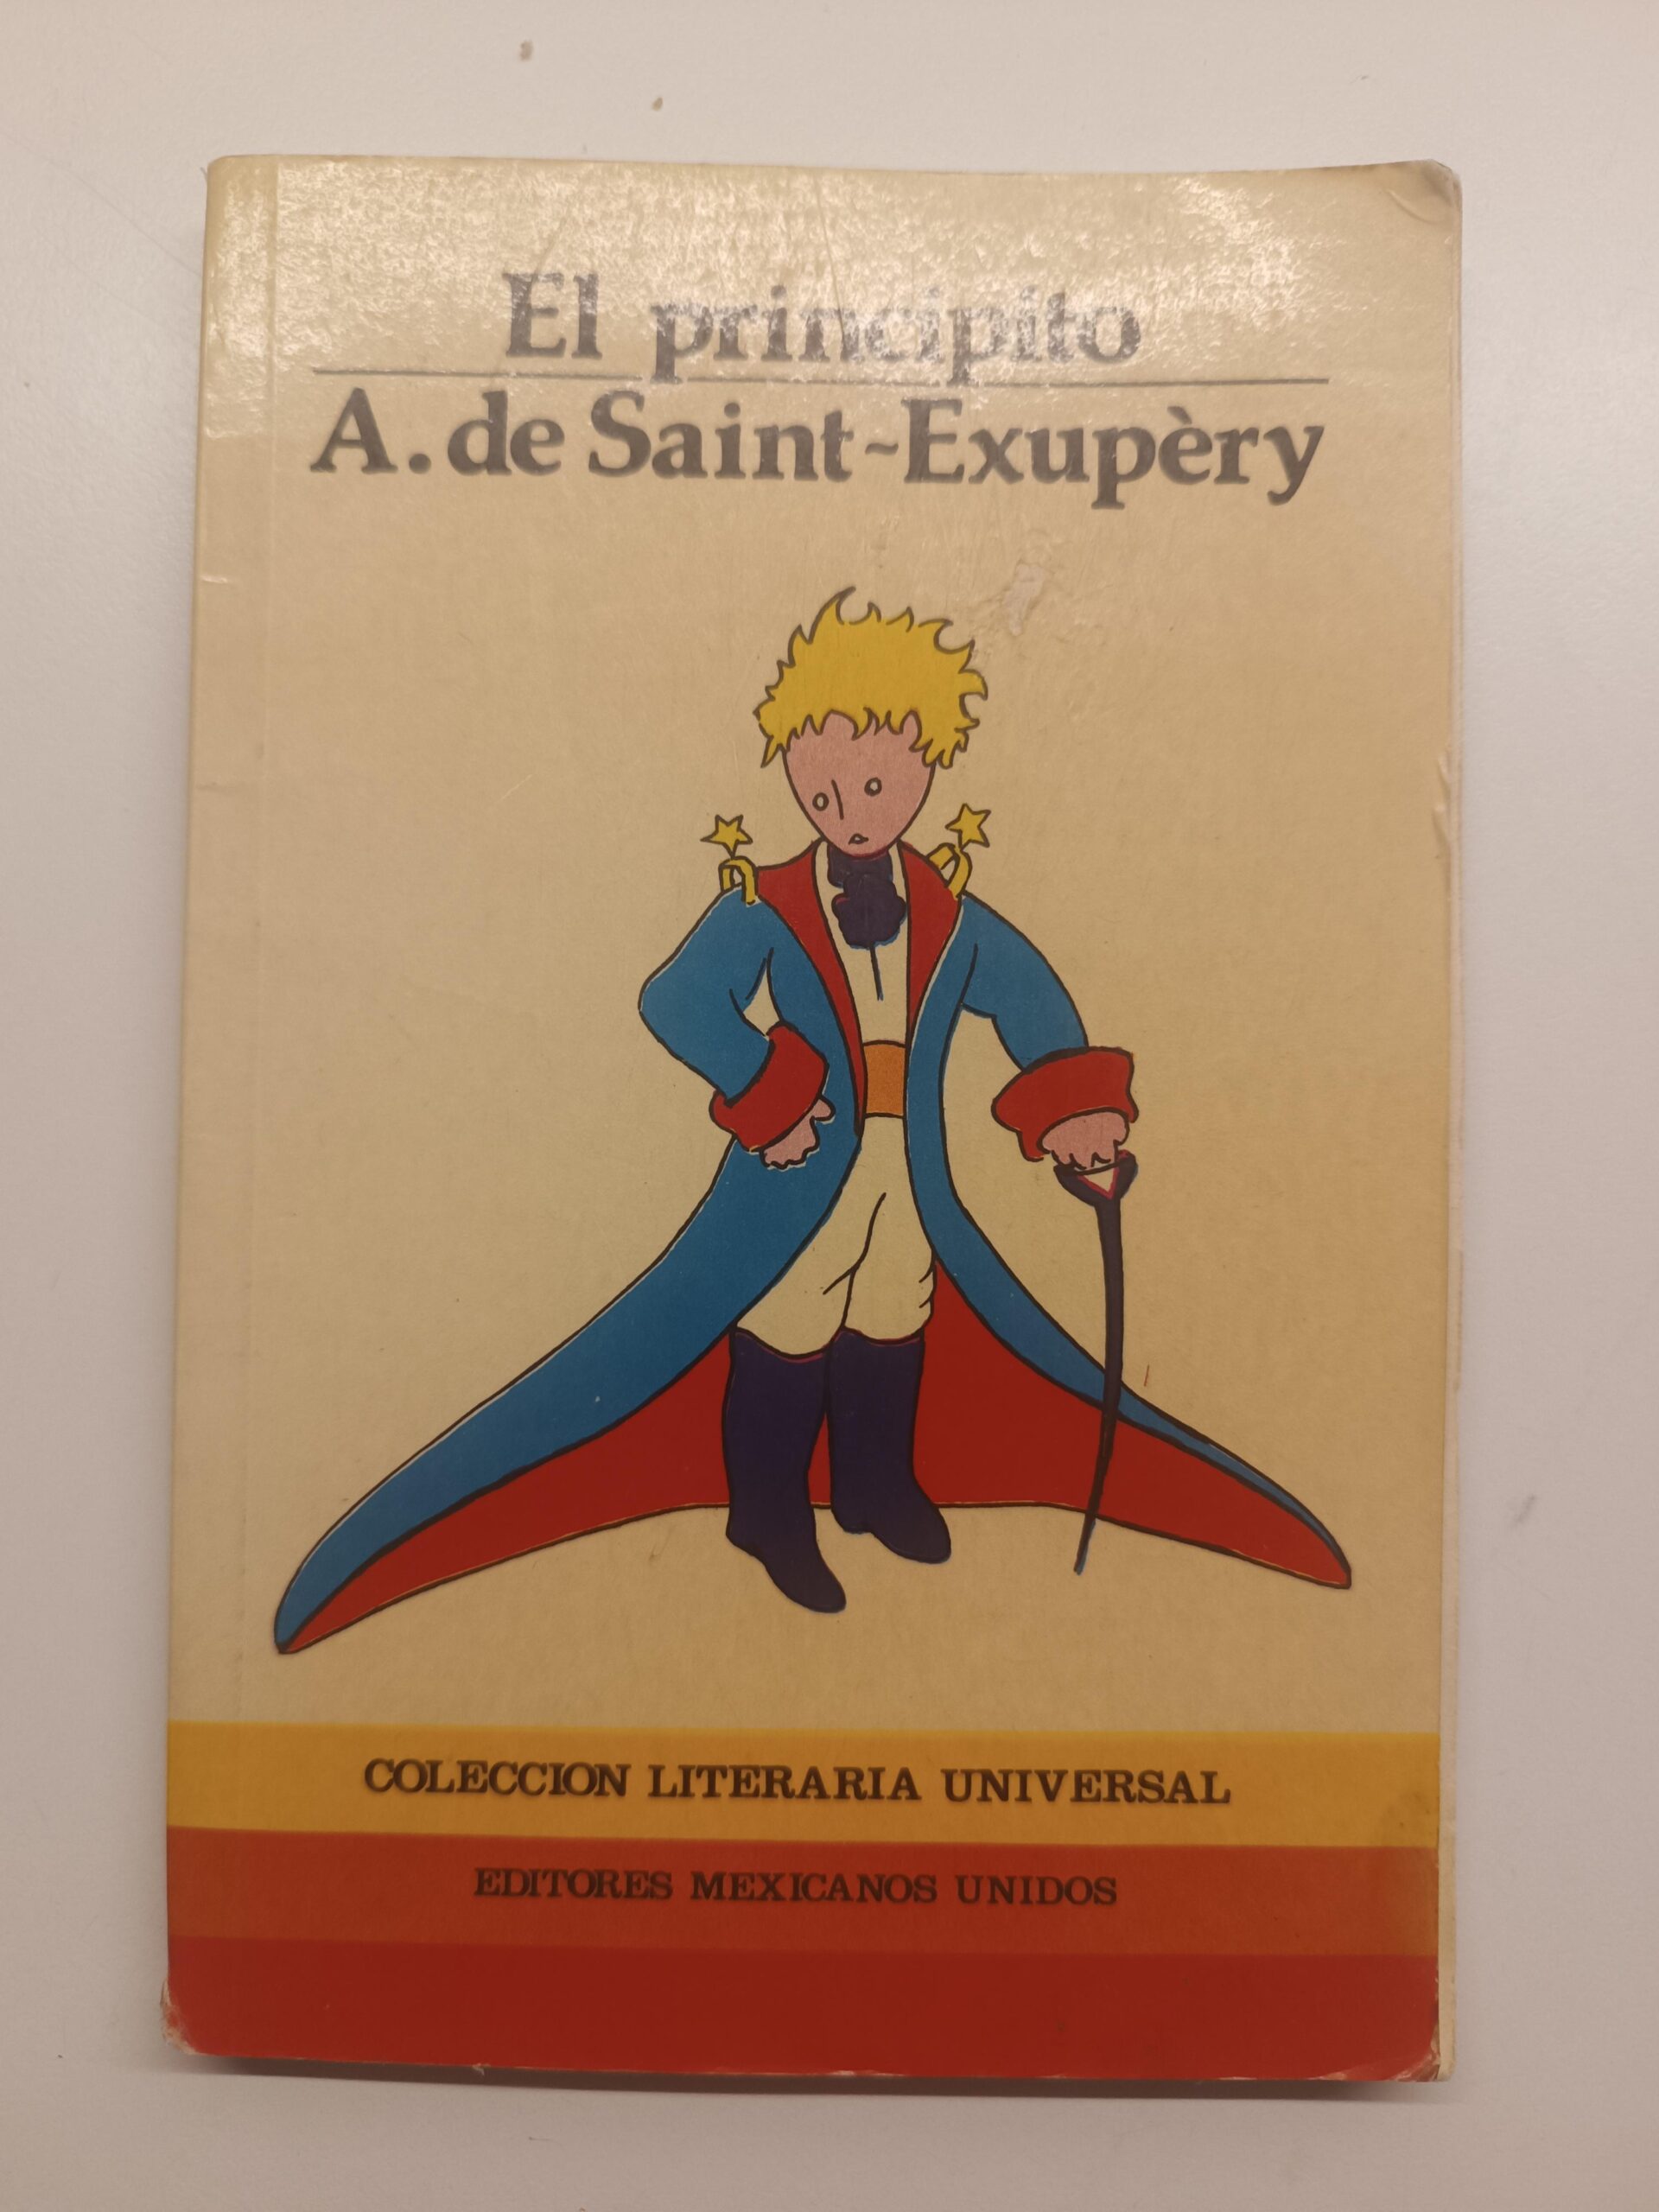 El principito
A. de Saint-Exupèry
COLECCION LITERARIA UNIVERSAL
EDITORES MEXICANOS UNIDOS